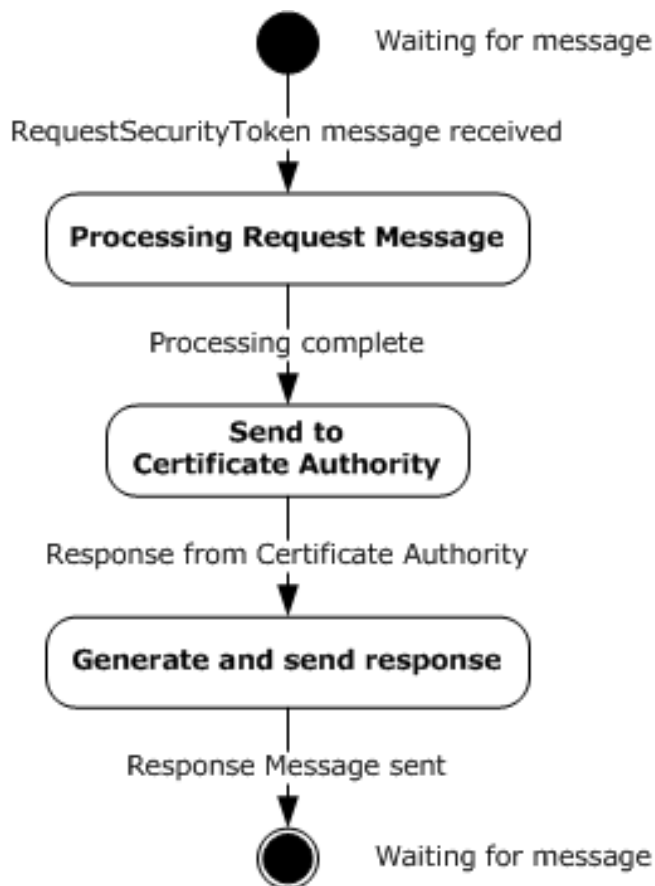 Waiting for message
RequestSecurityToken message received
Processing Request Message
Processing complete
Send to
Certificate Authority
Response from Certificate Authority
Generate and send response
Response Message sent
Waiting for message